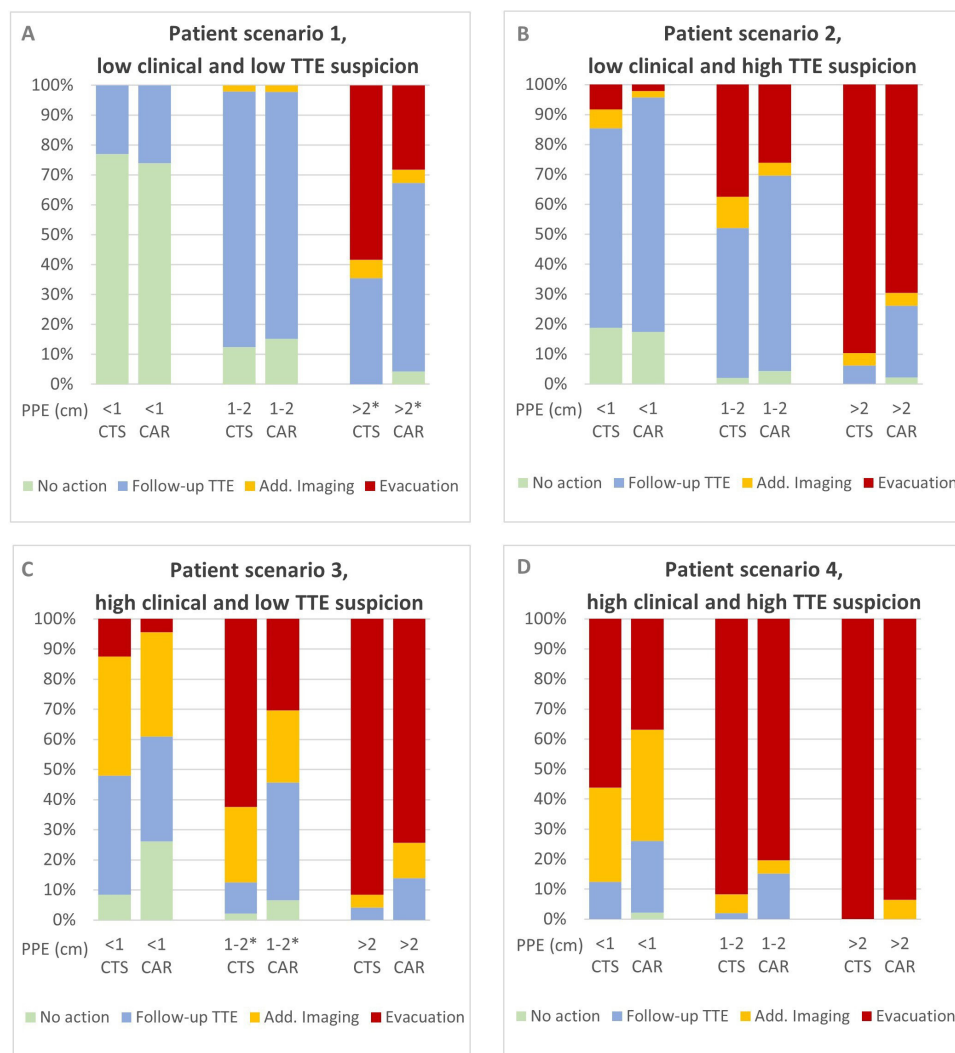 A
Patient scenario 1,
low clinical and low TTE suspicion
100%
90%
80%
70%
60%
50%
40%
30%
20%
10%
0%
PPE (cm) <1 <1 1-2 1-2 >2* >2*
CTS CAR CTS CAR CTS CAR
No action Follow-up TTE Add. Imaging Evacuation
B
Patient scenario 2,
low clinical and high TTE suspicion
100%
90%
80%
70%
60%
50%
40%
30%
20%
10%
0%
PPE (cm) <1 <1 1-2 1-2 >2 >2
CTS CAR CTS CAR CTS CAR
No action Follow-up TTE Add. Imaging Evacuation
C
Patient scenario 3,
high clinical and low TTE suspicion
100%
90%
80%
70%
60%
50%
40%
30%
20%
10%
0%
PPE (cm) <1 <1 1-2* 1-2* >2 >2
CTS CAR CTS CAR CTS CAR
No action Follow-up TTE Add. Imaging Evacuation
D
Patient scenario 4,
high clinical and high TTE suspicion
100%
90%
80%
70%
60%
50%
40%
30%
20%
10%
0%
PPE (cm) <1 <1 1-2 1-2 >2 >2
CTS CAR CTS CAR CTS CAR
No action Follow-up TTE Add. Imaging Evacuation